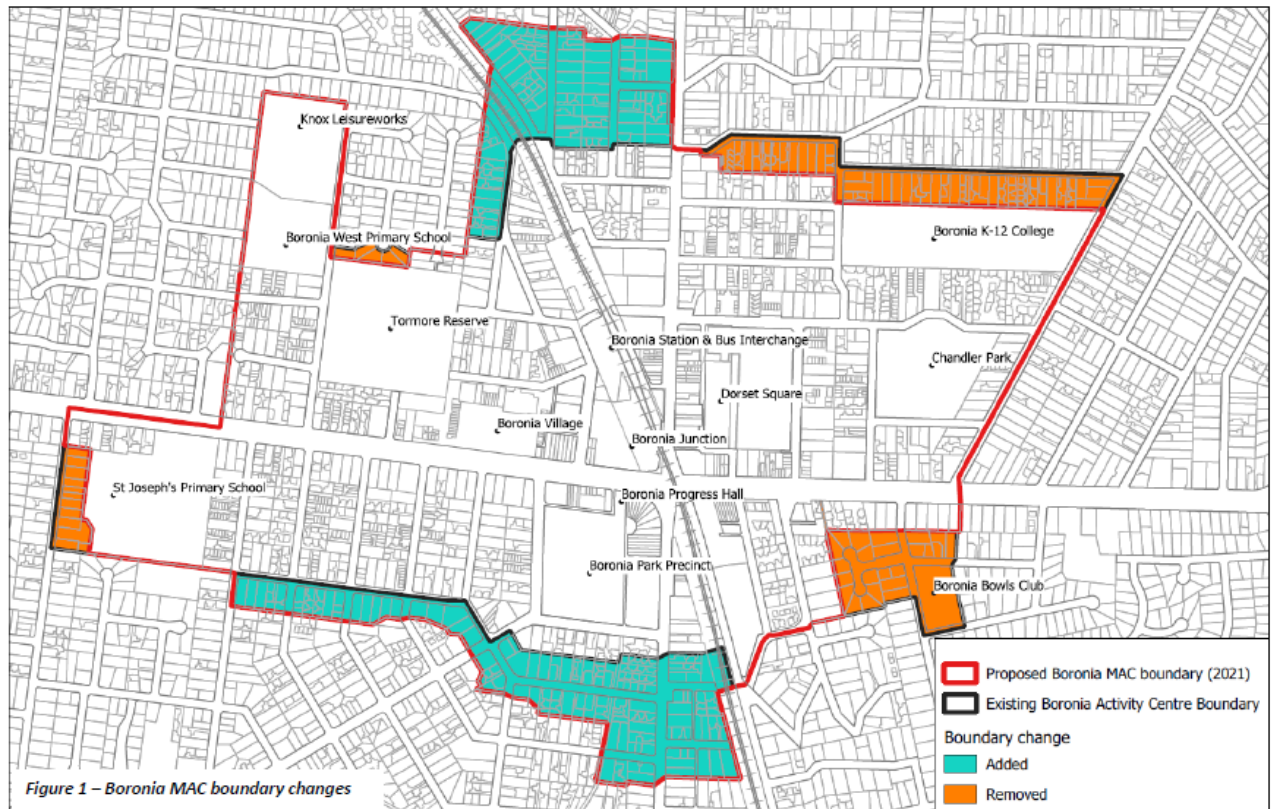 Knox Leisureworks
Boronia West Primary School
Boronia K-12 College
Tormore Reserve
Boronia Station & Bus Interchange
Chandler Park
Dorset Square
Boronia Village
Boronia Junction
St Joseph's Primary School
Boronia Progress Hall
Boronia Park Precinct
Boronia Bowls Club
Proposed Boronia MAC boundary (2021)
Existing Boronia Activity Centre Boundary
Boundary change
Added
Removed
Figure 1 – Boronia MAC boundary changes